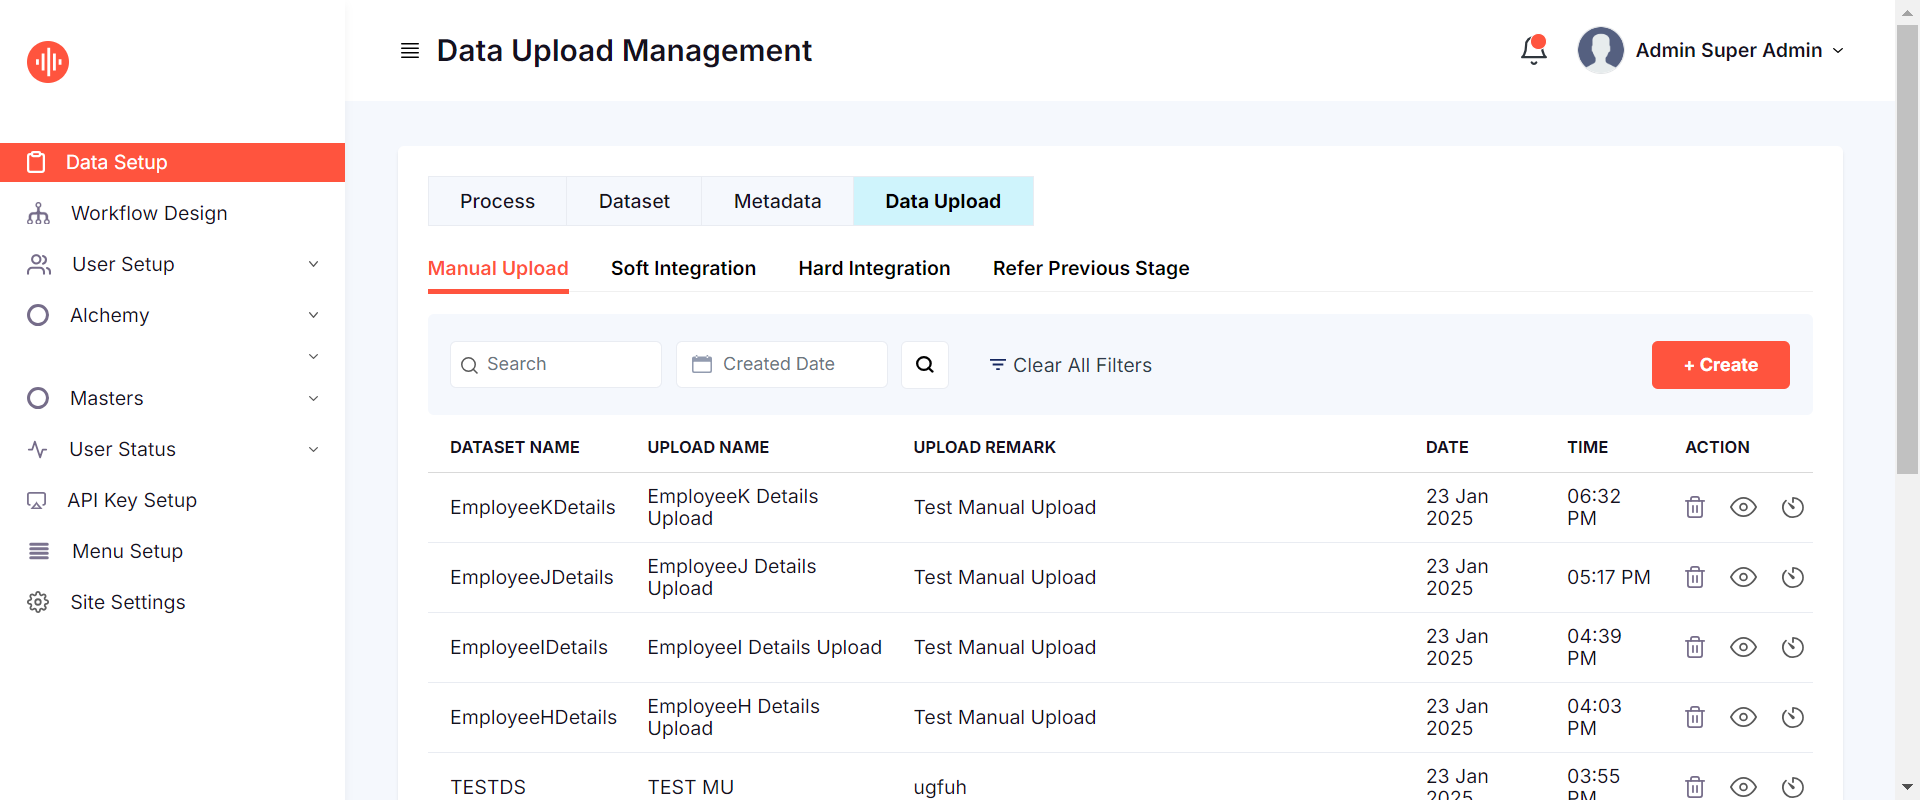 Data Upload Management
Admin Super Admin
Data Setup
Workflow Design
User Setup
Alchemy
Masters
User Status
API Key Setup
Menu Setup
Site Settings
Process Dataset Metadata Data Upload
Manual Upload Soft Integration Hard Integration Refer Previous Stage
Search Created Date Clear All Filters + Create
DATASET NAME UPLOAD NAME UPLOAD REMARK DATE TIME ACTION
EmployeeKDetails
EmployeeK Details
Upload
Test Manual Upload
23 Jan
2025
06:32
PM
EmployeeJDetails
EmployeeJ Details
Upload
Test Manual Upload
23 Jan
2025
05:17 PM
EmployeeIDetails
EmployeeI Details Upload
Test Manual Upload
23 Jan
2025
04:39
PM
EmployeeHDetails
EmployeeH Details
Upload
Test Manual Upload
23 Jan
2025
04:03
PM
TESTDS
TEST MU
ugfuh
23 Jan
2025
03:55
PM